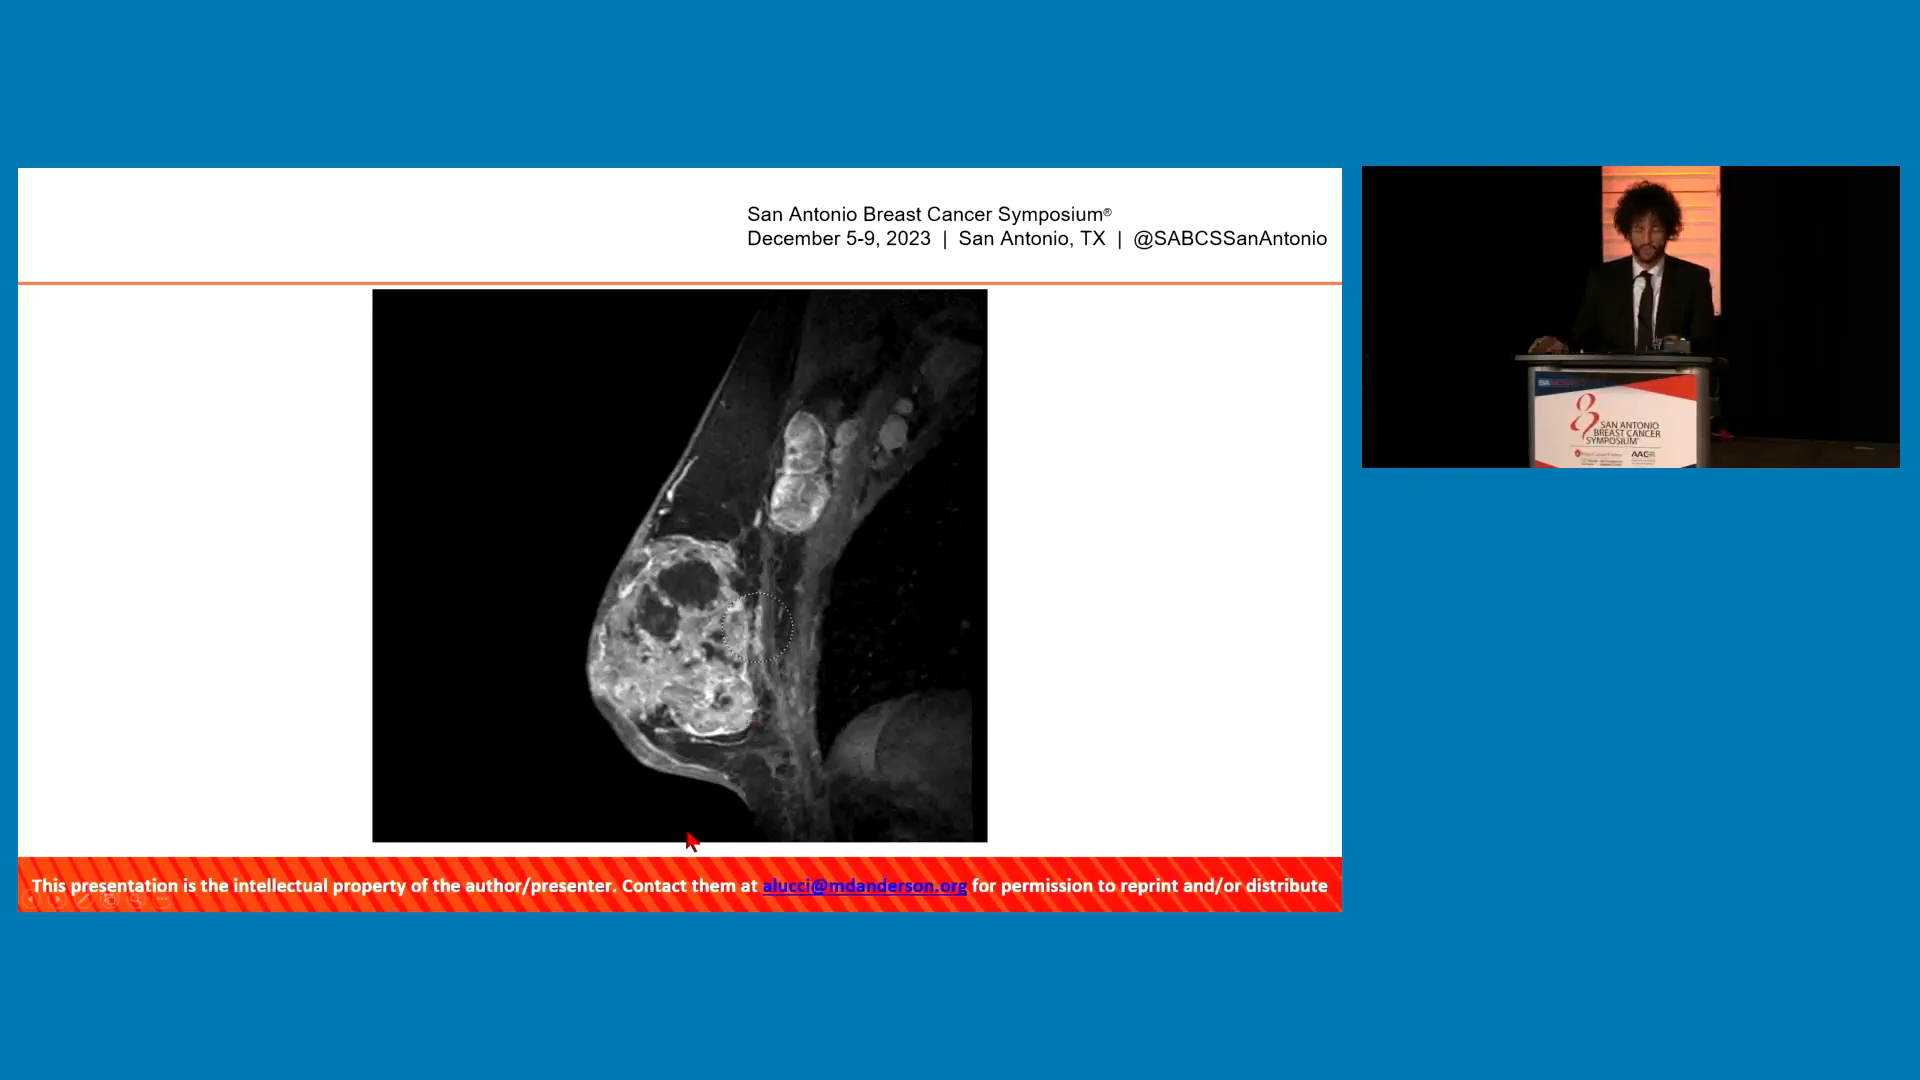 San Antonio Breast Cancer Symposium®
December 5-9, 2023 | San Antonio, TX | @SABCSSanAntonio
This presentation is the intellectual property of the author/presenter. Contact them at alucci@mdanderson.org for permission to reprint and/or distribute
SAN ANTONIO
BREAST CANCER
SYMPOSIUM
AACR